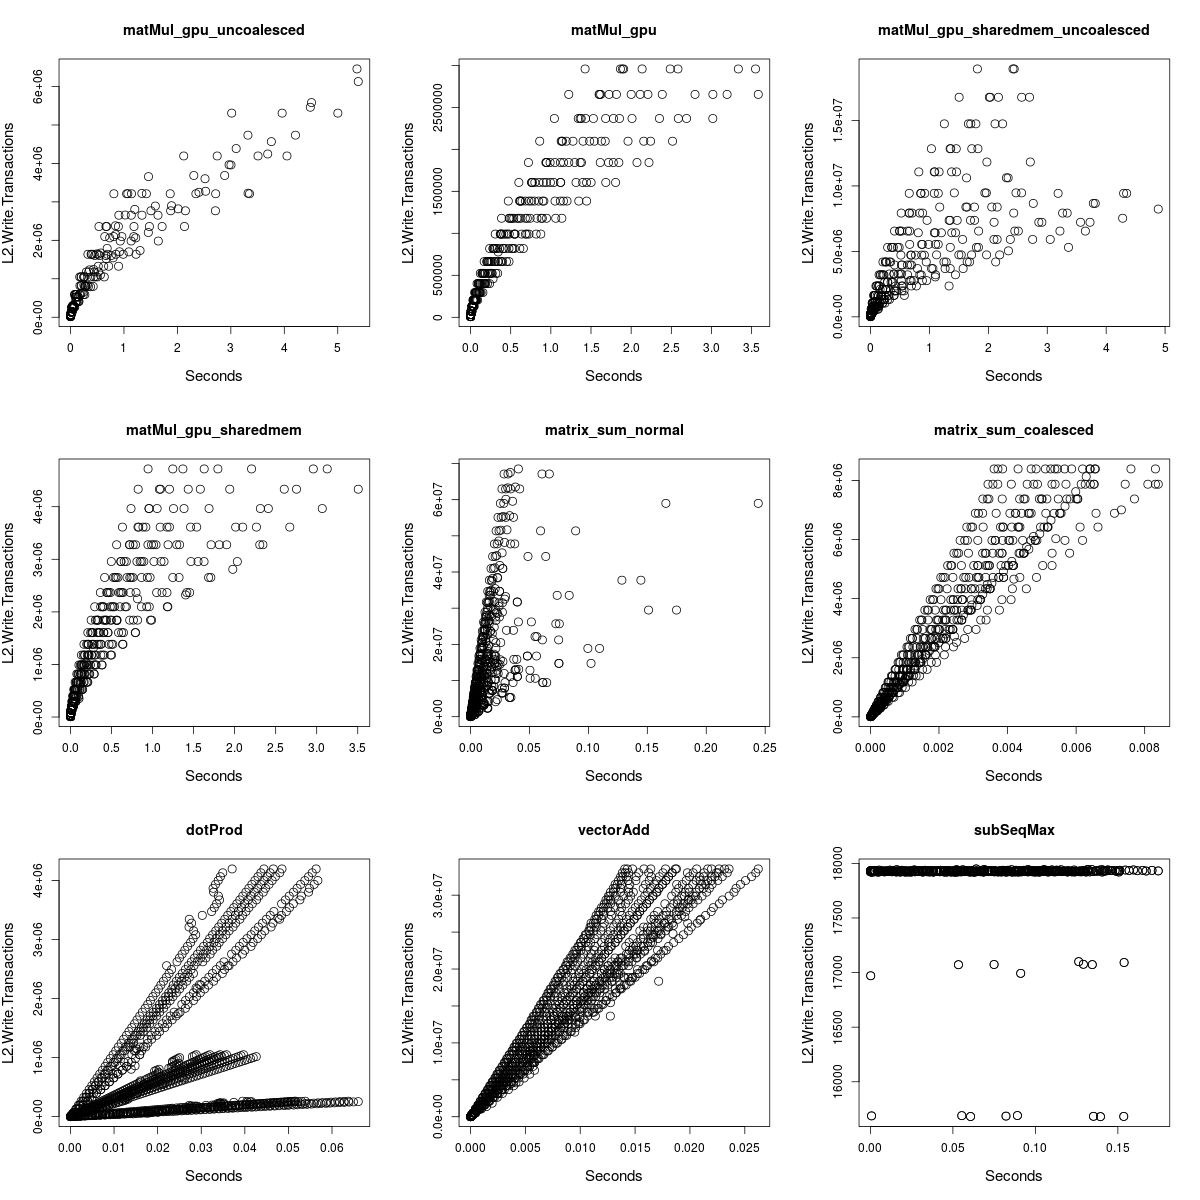 matMul_gpu_uncoalesced
L2.Write.Transactions
0e+00 2e+06 4e+06 6e+06
0 1 2 3 4 5
Seconds
matMul_gpu
L2.Write.Transactions
0 500000 1500000 2500000
0.0 0.5 1.0 1.5 2.0 2.5 3.0 3.5
Seconds
matMul_gpu_sharedmem_uncoalesced
L2.Write.Transactions
0.0e+00 5.0e+06 1.0e+07 1.5e+07
0 1 2 3 4 5
Seconds
matMul_gpu_sharedmem
L2.Write.Transactions
0e+00 1e+06 2e+06 3e+06 4e+06
0.0 0.5 1.0 1.5 2.0 2.5 3.0 3.5
Seconds
matrix_sum_normal
L2.Write.Transactions
0e+00 2e+07 4e+07 6e+07
0.00 0.05 0.10 0.15 0.20 0.25
Seconds
matrix_sum_coalesced
L2.Write.Transactions
0e+00 2e+06 4e+06 6e+06 8e+06
0.000 0.002 0.004 0.006 0.008
Seconds
dotProd
L2.Write.Transactions
0e+00 1e+06 2e+06 3e+06 4e+06
0.00 0.01 0.02 0.03 0.04 0.05 0.06
Seconds
vectorAdd
L2.Write.Transactions
0.0e+00 1.0e+07 2.0e+07 3.0e+07
0.000 0.005 0.010 0.015 0.020 0.025
Seconds
subSeqMax
L2.Write.Transactions
16000 16500 17000 17500 18000
0.00 0.05 0.10 0.15
Seconds